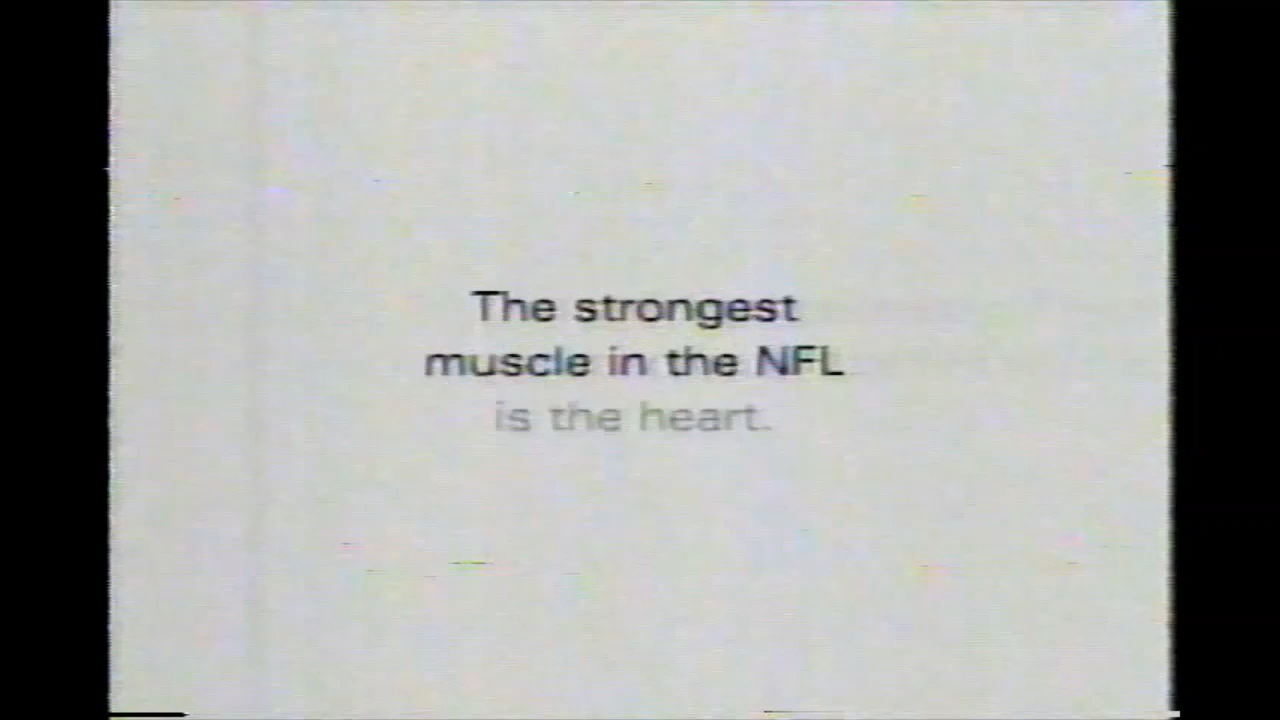 The strongest
muscle in the NFL
is the heart.